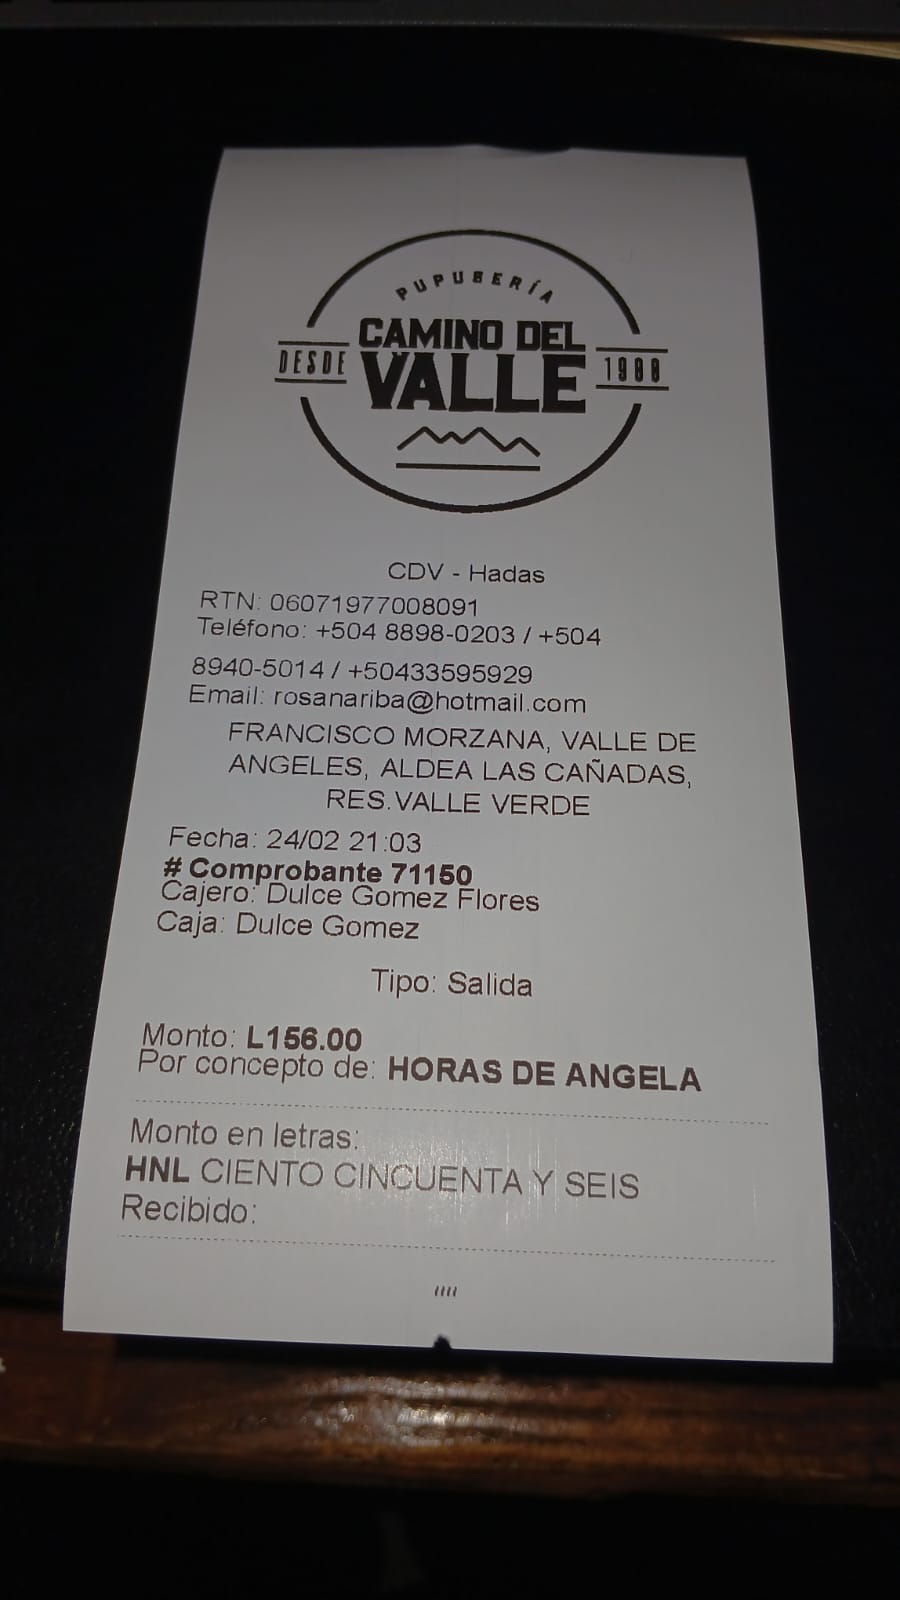 PUPUSERÍA
CAMINO DEL
DESDE VALLE 1988
CDV - Hadas
RTN: 06071977008091
Teléfono: +504 8898-0203 / +504
8940-5014 / +50433595929
Email: rosanariba@hotmail.com
FRANCISCO MORZANA, VALLE DE
ANGELES, ALDEA LAS CAÑADAS,
RES.VALLE VERDE
Fecha: 24/02 21:03
# Comprobante 71150
Cajero: Dulce Gomez Flores
Caja: Dulce Gomez
Tipo: Salida
Monto: L156.00
Por concepto de: HORAS DE ANGELA
Monto en letras:
HNL CIENTO CINCUENTA Y SEIS
Recibido:
////